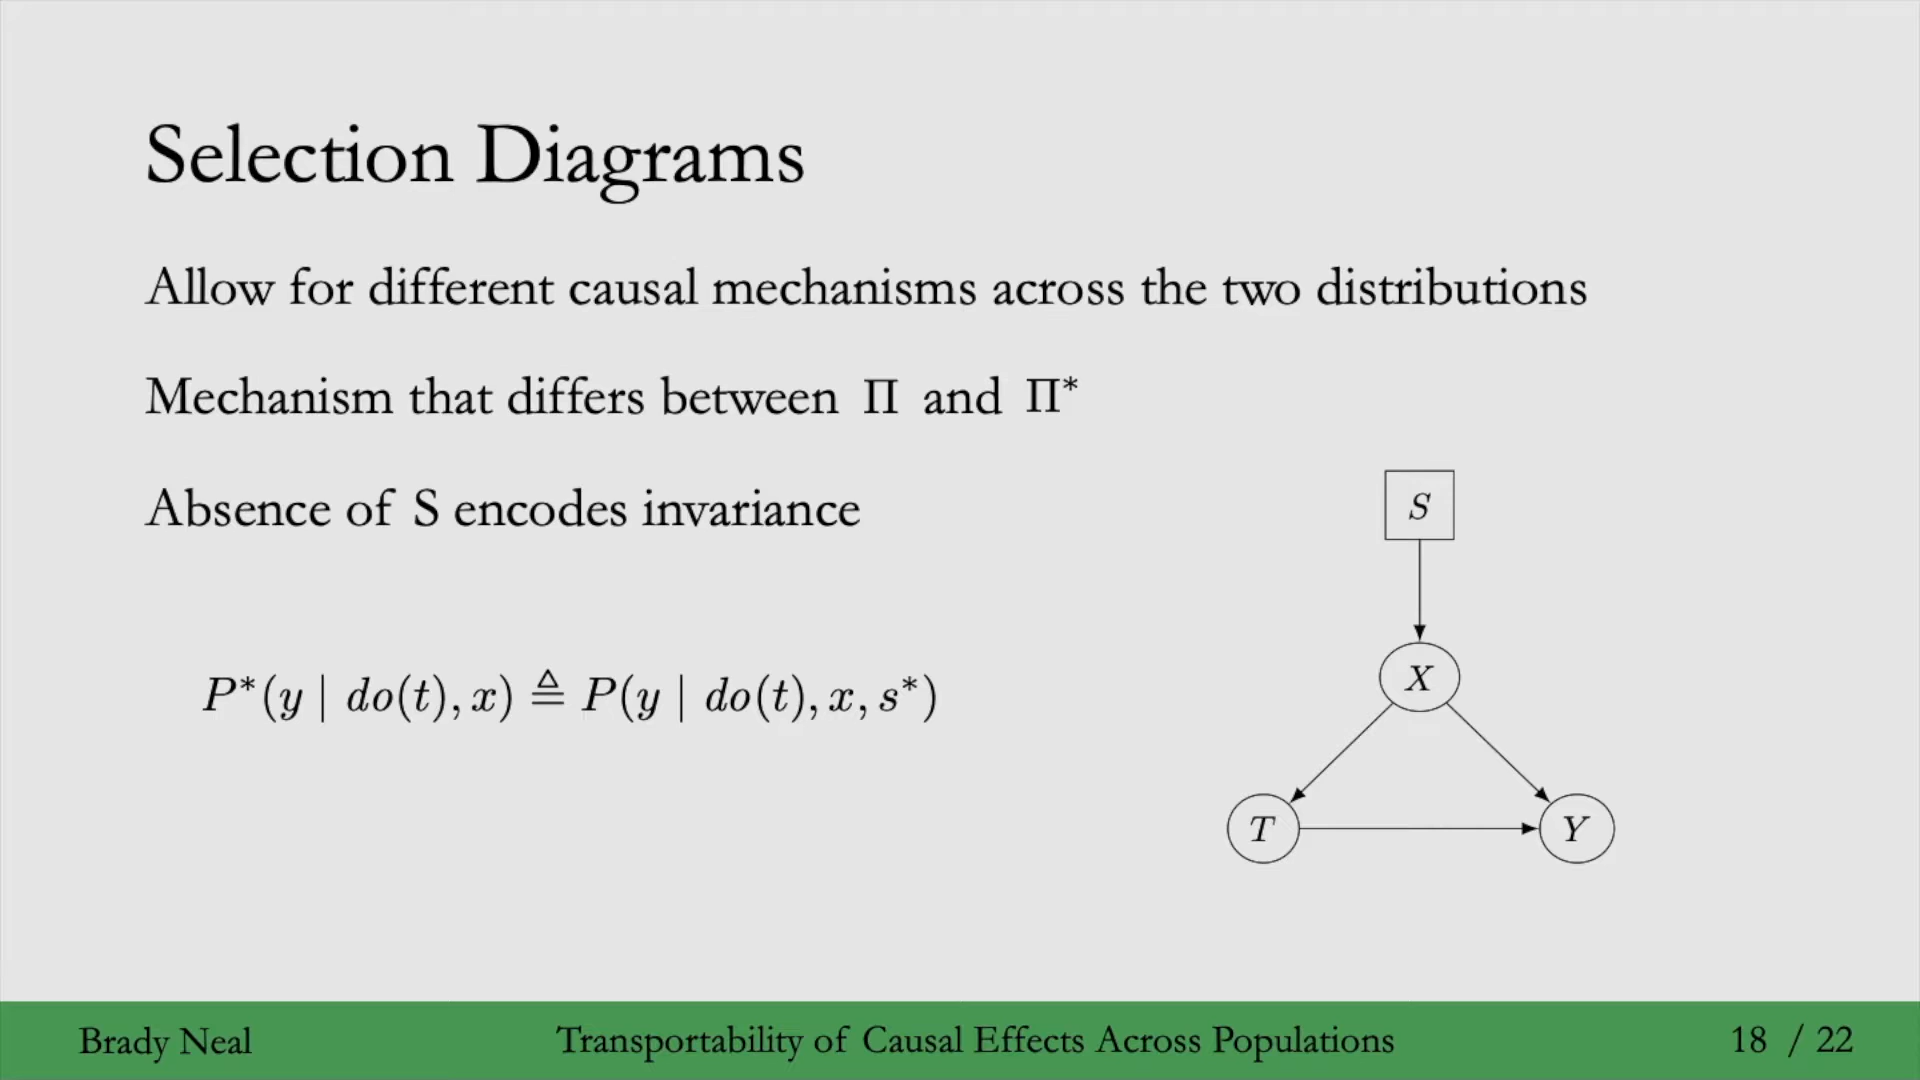 Selection Diagrams
Allow for different causal mechanisms across the two distributions
Mechanism that differs between Π and Π*
Absence of S encodes invariance
P*(y | do(t), x) ≜ P(y | do(t), x, s*)
S
X
T
Y
Brady Neal
Transportability of Causal Effects Across Populations
18 / 22